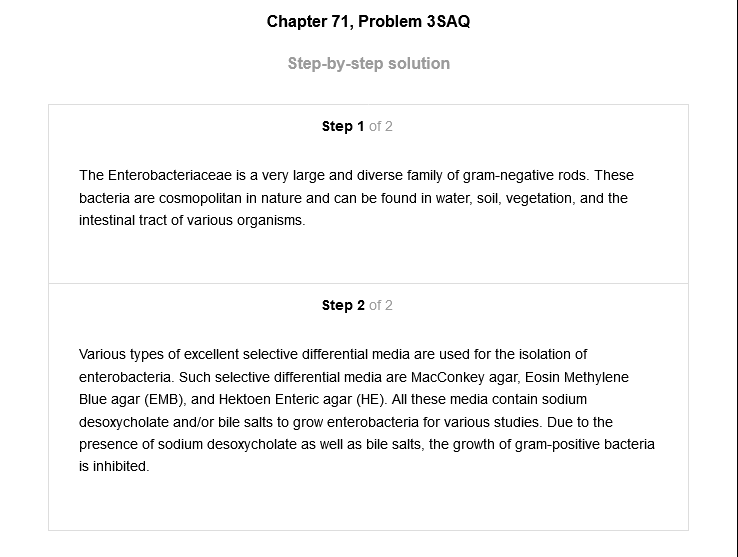 Chapter 71, Problem 3SAQ
Step-by-step solution
Step 1 of 2
The Enterobacteriaceae is a very large and diverse family of gram-negative rods. These
bacteria are cosmopolitan in nature and can be found in water, soil, vegetation, and the
intestinal tract of various organisms.
Step 2 of 2
Various types of excellent selective differential media are used for the isolation of
enterobacteria. Such selective differential media are MacConkey agar, Eosin Methylene
Blue agar (EMB), and Hektoen Enteric agar (HE). All these media contain sodium
desoxycholate and/or bile salts to grow enterobacteria for various studies. Due to the
presence of sodium desoxycholate as well as bile salts, the growth of gram-positive bacteria
is inhibited.